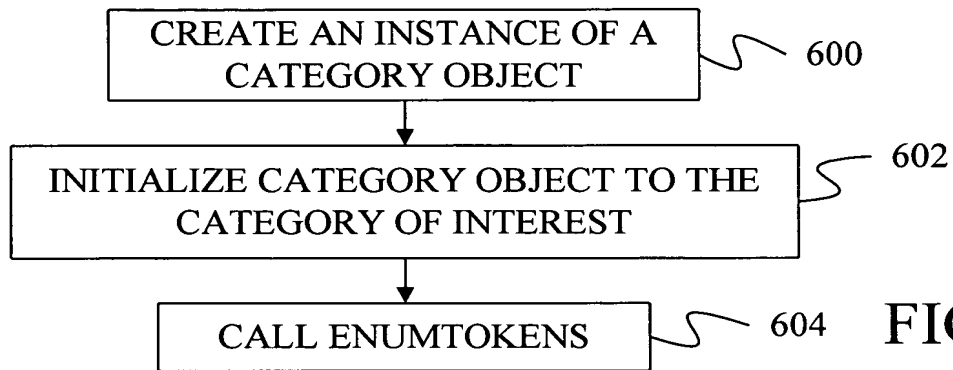 CREATE AN INSTANCE OF A
CATEGORY OBJECT
600
INITIALIZE CATEGORY OBJECT TO THE
CATEGORY OF INTEREST
602
CALL ENUMTOKENS
604
FIG